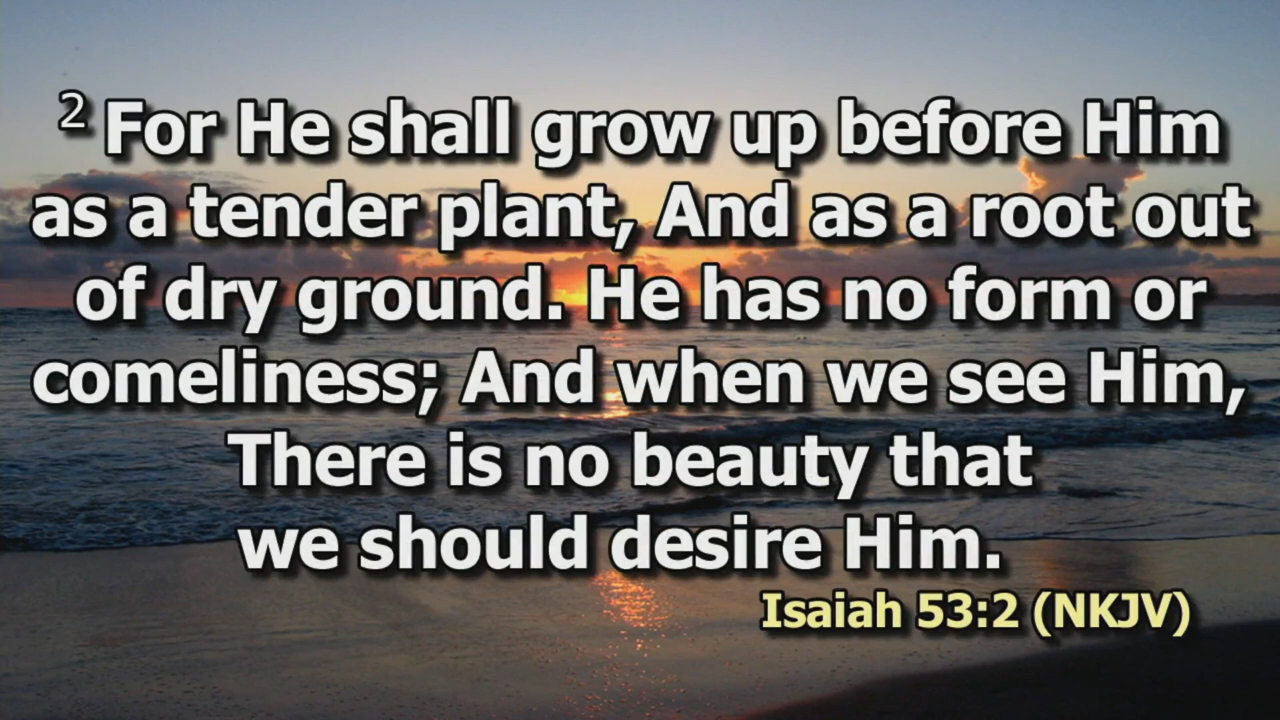 2 For He shall grow up before Him
as a tender plant, And as a root out
of dry ground. He has no form or
comeliness; And when we see Him,
There is no beauty that
we should desire Him.
Isaiah 53:2 (NKJV)